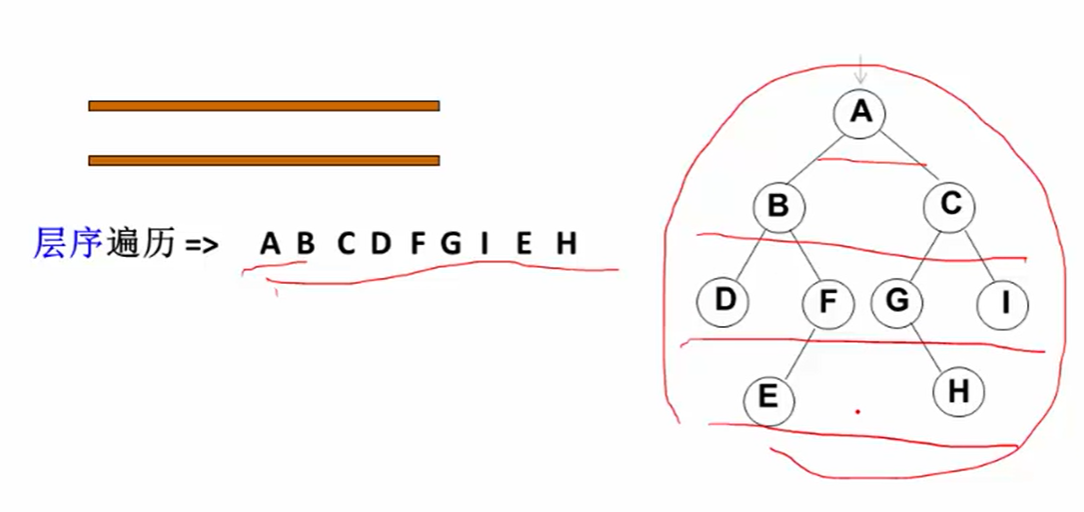 层序遍历 => A B C D F G I E H
A
B C
D F G I
E H